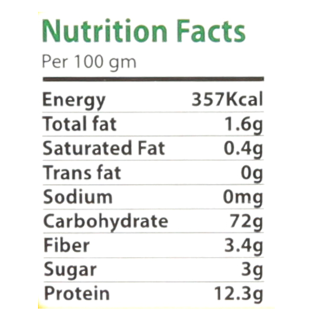 Nutrition Facts
Per 100 gm
Energy 357Kcal
Total fat 1.6g
Saturated Fat 0.4g
Trans fat 0g
Sodium 0mg
Carbohydrate 72g
Fiber 3.4g
Sugar 3g
Protein 12.3g